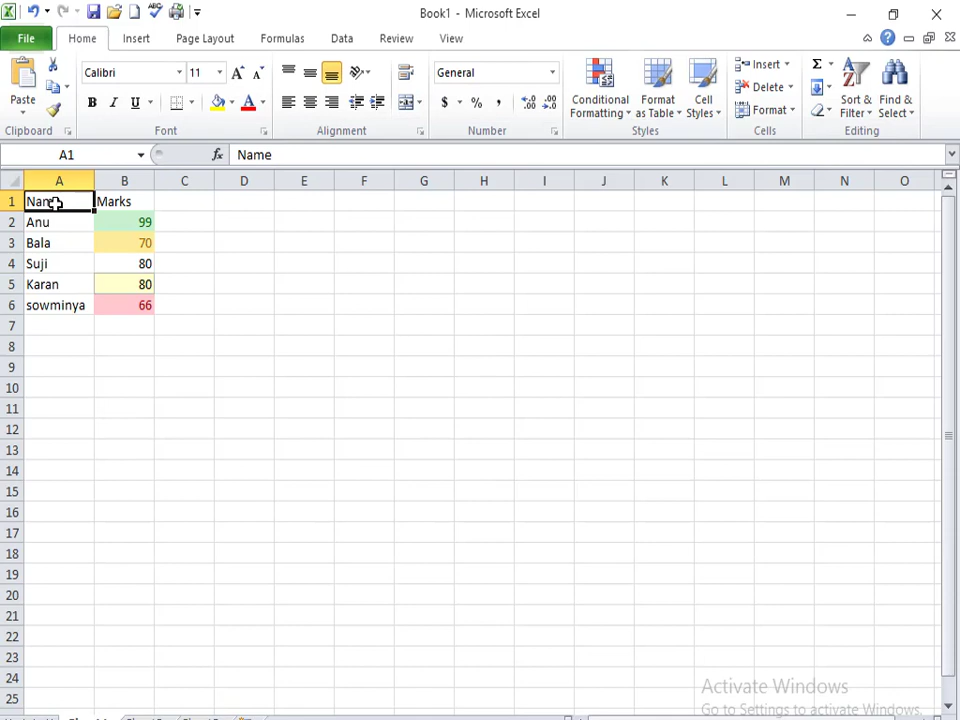 Book1 - Microsoft Excel
File Home Insert Page Layout Formulas Data Review View
Paste
Calibri 11
General
B I U
$ % ,
Conditional Formatting
Format as Table
Cell Styles
Insert
Delete
Format
Σ
Sort & Filter
Find & Select
Clipboard Font Alignment Number Styles Cells Editing
A1 fx Name
A B C D E F G H I J K L M N O
1 Name Marks
2 Anu 99
3 Bala 70
4 Suji 80
5 Karan 80
6 sowminya 66
7
8
9
10
11
12
13
14
15
16
17
18
19
20
21
22
23
24
25
Activate Windows
Go to Settings to activate Windows.